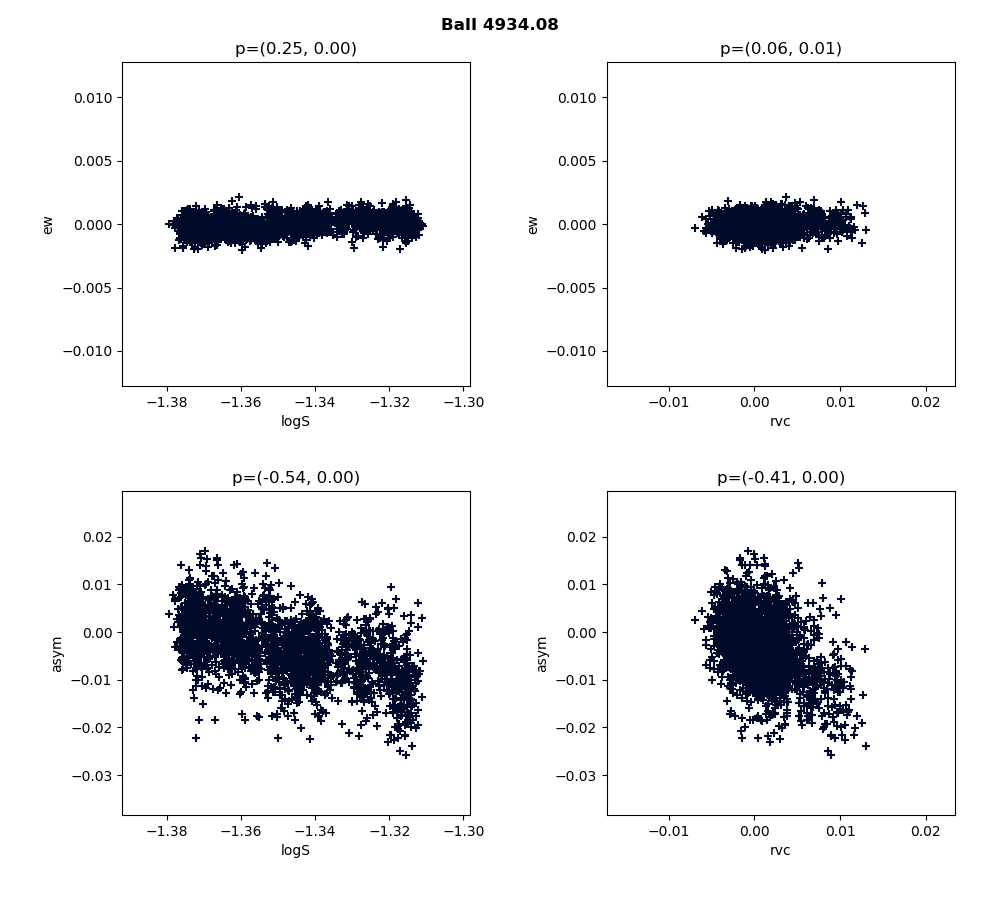 BaII 4934.08
p=(0.25, 0.00)
0.010
0.005
0.000
−0.005
−0.010
ew
−1.38 −1.36 −1.34 −1.32 −1.30
logS
p=(0.06, 0.01)
0.010
0.005
0.000
−0.005
−0.010
ew
−0.01 0.00 0.01 0.02
rvc
p=(-0.54, 0.00)
0.02
0.01
0.00
−0.01
−0.02
−0.03
asym
−1.38 −1.36 −1.34 −1.32 −1.30
logS
p=(-0.41, 0.00)
0.02
0.01
0.00
−0.01
−0.02
−0.03
asym
−0.01 0.00 0.01 0.02
rvc